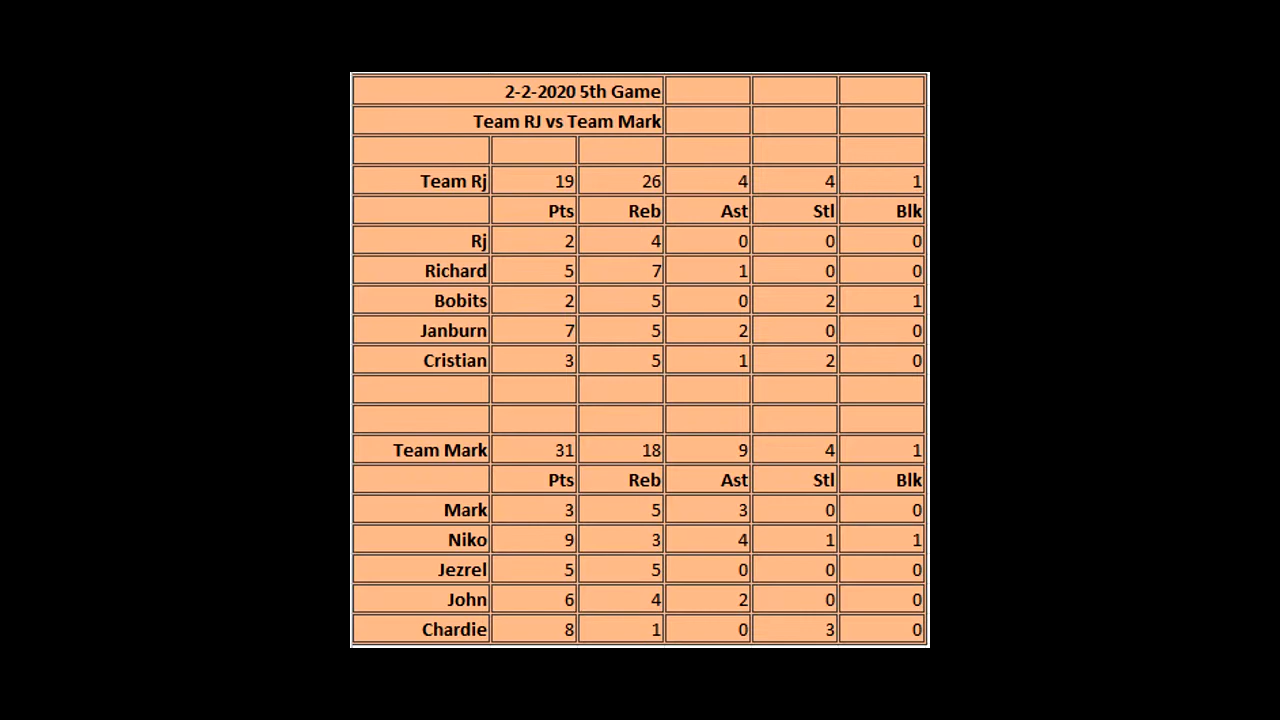 2-2-2020 5th Game
Team RJ vs Team Mark
Team Rj 19 26 4 4 1
Pts Reb Ast Stl Blk
Rj 2 4 0 0 0
Richard 5 7 1 0 0
Bobits 2 5 0 2 1
Janburn 7 5 2 0 0
Cristian 3 5 1 2 0
Team Mark 31 18 9 4 1
Pts Reb Ast Stl Blk
Mark 3 5 3 0 0
Niko 9 3 4 1 1
Jezrel 5 5 0 0 0
John 6 4 2 0 0
Chardie 8 1 0 3 0